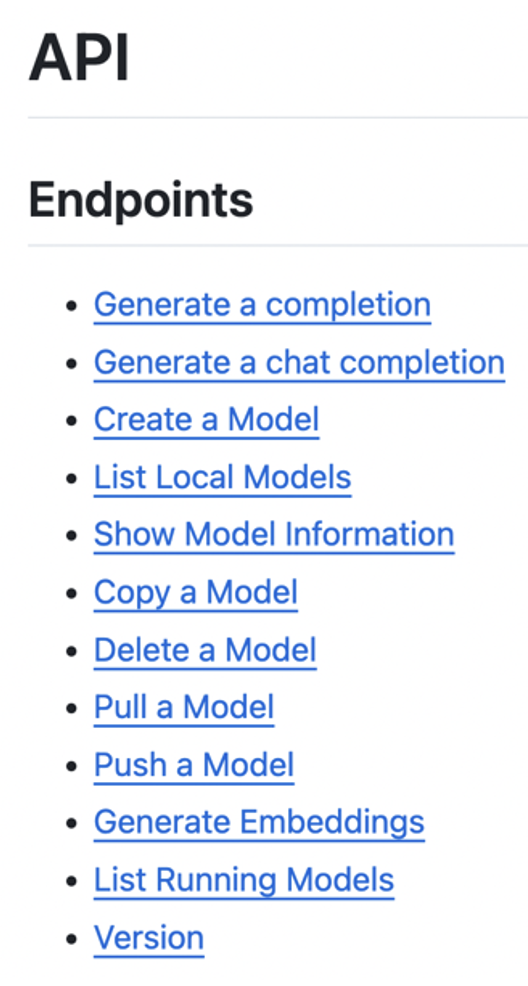 API
Endpoints
Generate a completion
Generate a chat completion
Create a Model
List Local Models
Show Model Information
Copy a Model
Delete a Model
Pull a Model
Push a Model
Generate Embeddings
List Running Models
Version